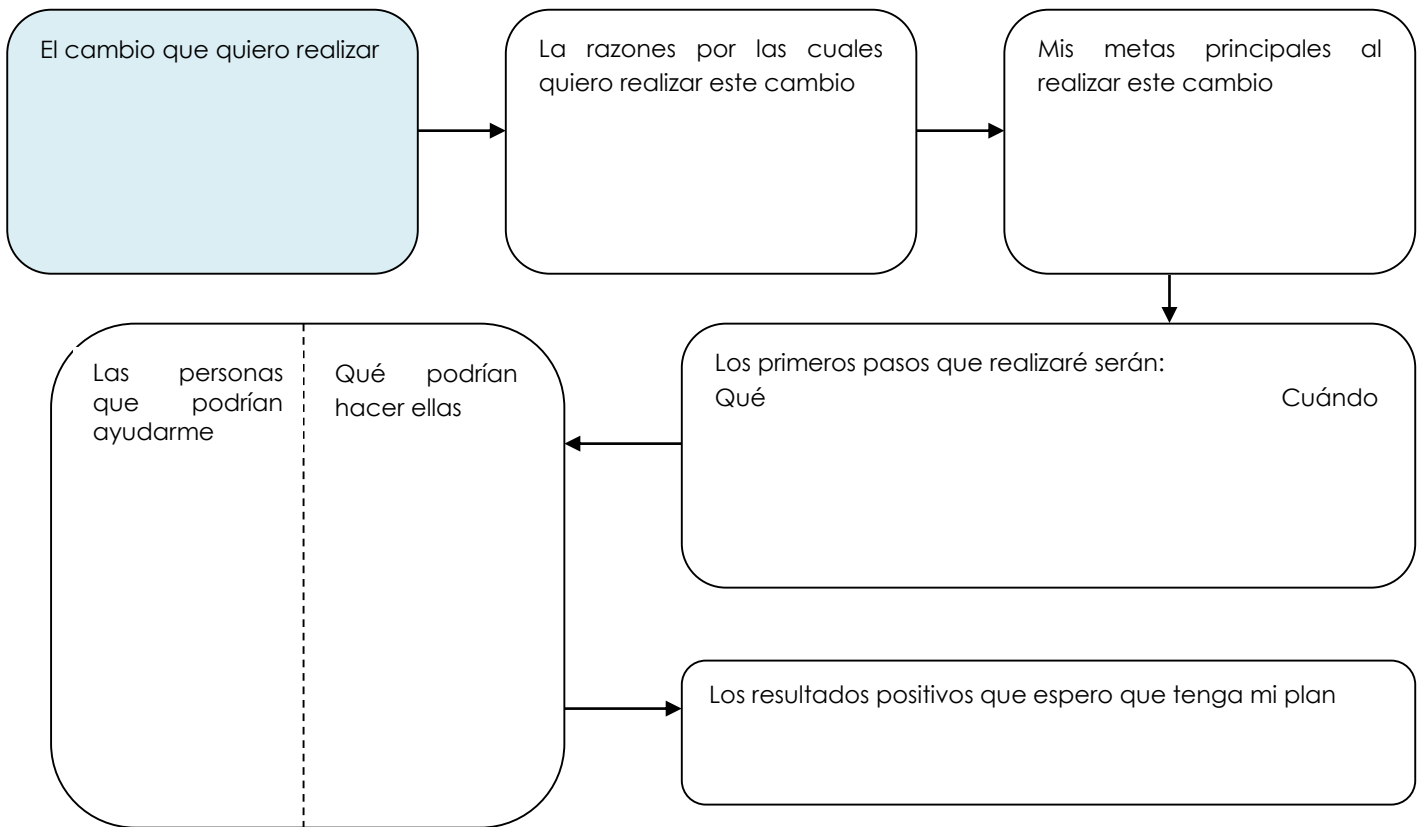 El cambio que quiero realizar
La razones por las cuales
quiero realizar este cambio
Mis metas principales al
realizar este cambio
Los primeros pasos que realizaré serán:
Qué Cuándo
Las personas
que podrían
ayudarme
Qué podrían
hacer ellas
Los resultados positivos que espero que tenga mi plan